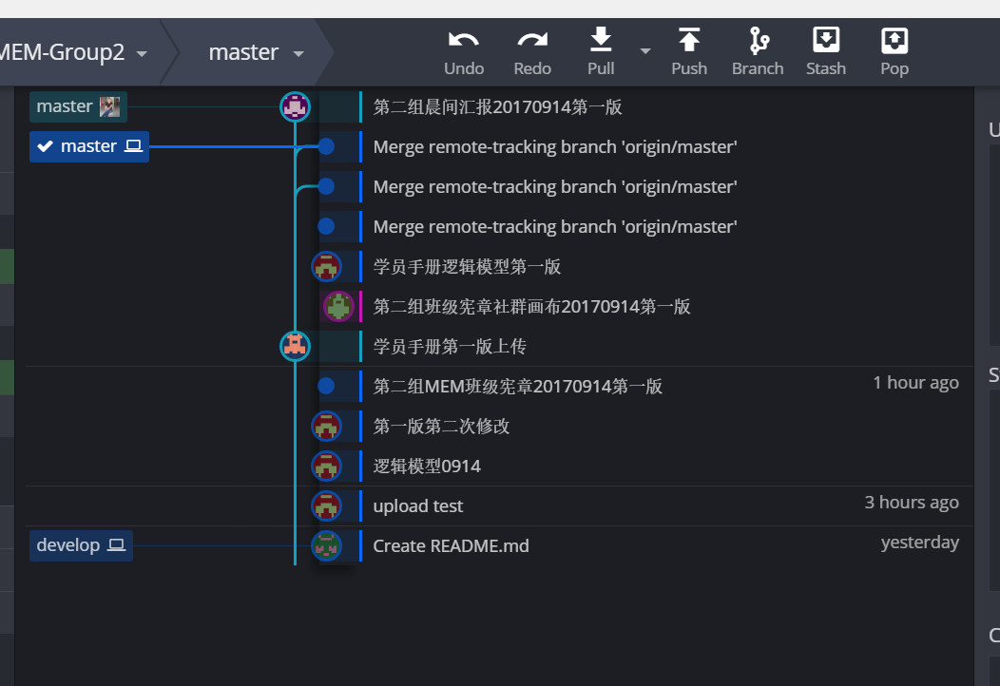 MEM-Group2
master
Undo
Redo
Pull
Push
Branch
Stash
Pop
master
第二组晨间汇报20170914第一版
master
Merge remote-tracking branch 'origin/master'
Merge remote-tracking branch 'origin/master'
Merge remote-tracking branch 'origin/master'
学员手册逻辑模型第一版
第二组班级宪章社群画布20170914第一版
学员手册第一版上传
第二组MEM班级宪章20170914第一版
1 hour ago
第一版第二次修改
逻辑模型0914
upload test
3 hours ago
develop
Create README.md
yesterday